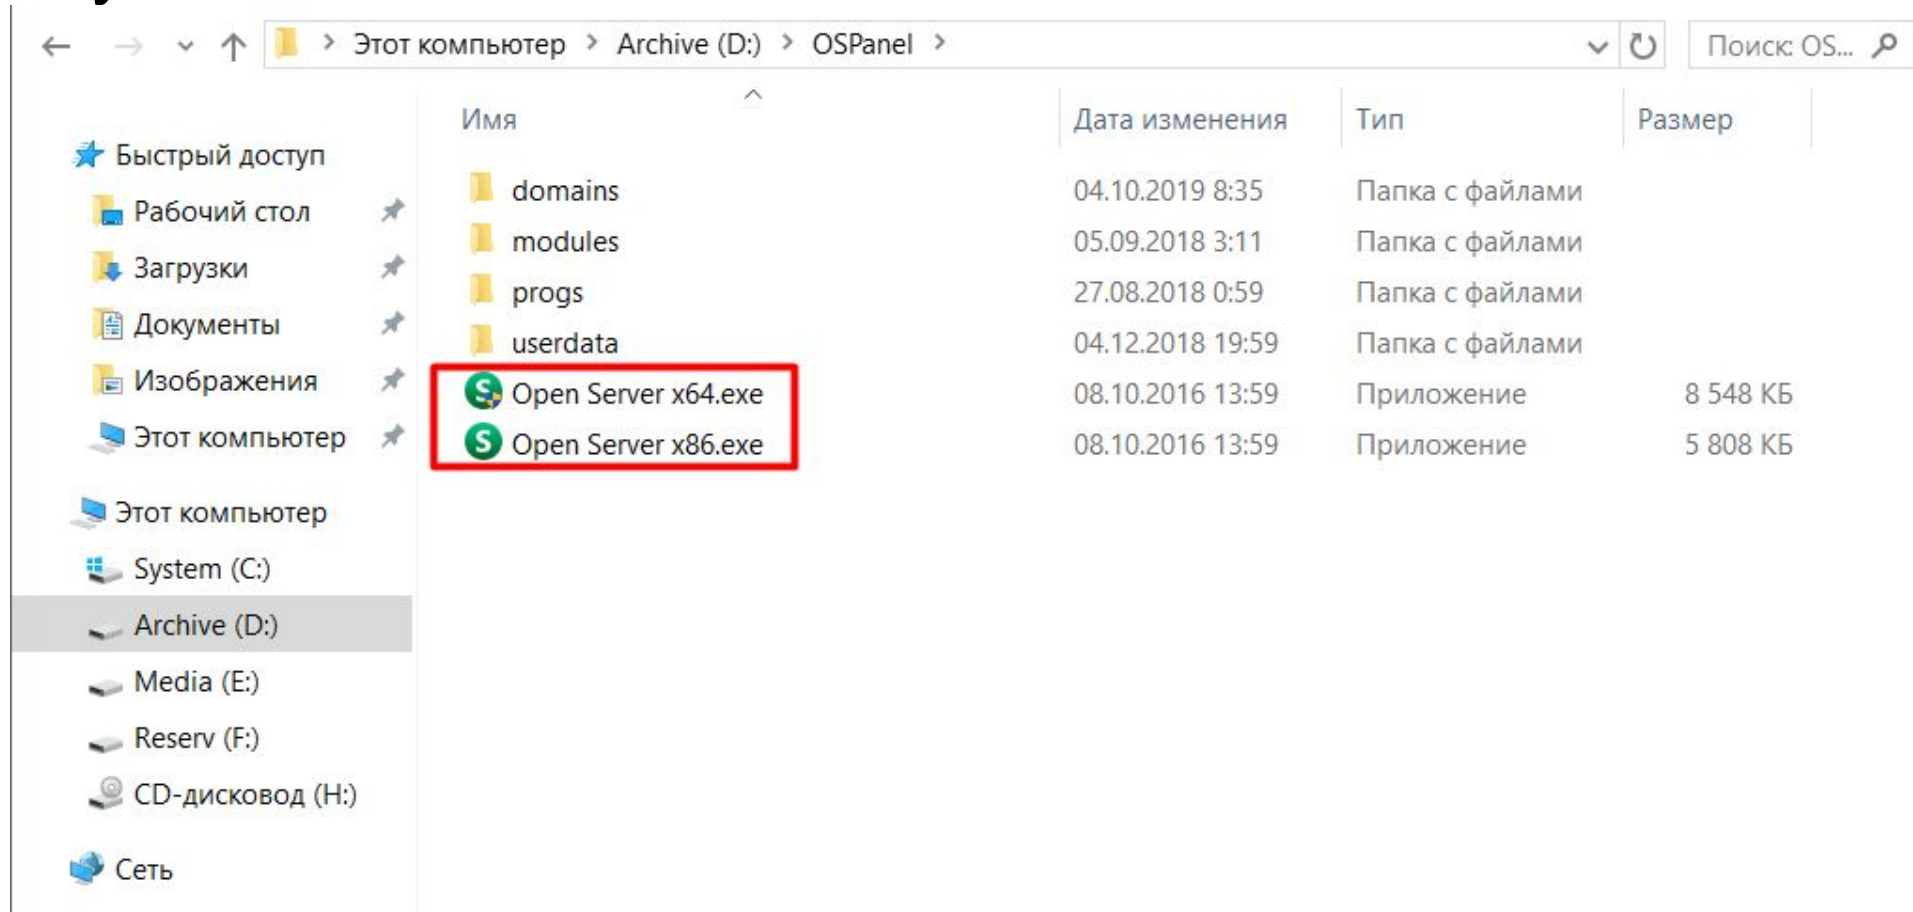 Этот компьютер > Archive (D:) > OSPanel >
Поиск: OS...
Имя Дата изменения Тип Размер
Быстрый доступ
Рабочий стол
Загрузки
Документы
Изображения
Этот компьютер
Этот компьютер
System (C:)
Archive (D:)
Media (E:)
Reserv (F:)
CD-дисковод (H:)
Сеть
domains 04.10.2019 8:35 Папка с файлами
modules 05.09.2018 3:11 Папка с файлами
progs 27.08.2018 0:59 Папка с файлами
userdata 04.12.2018 19:59 Папка с файлами
Open Server x64.exe 08.10.2016 13:59 Приложение 8 548 КБ
Open Server x86.exe 08.10.2016 13:59 Приложение 5 808 КБ